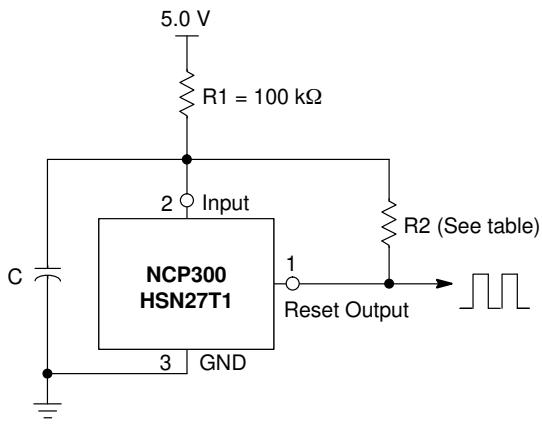 5.0 V
R1 = 100 kΩ
2 Input
R2 (See table)
C
NCP300
HSN27T1
1
Reset Output
3 GND